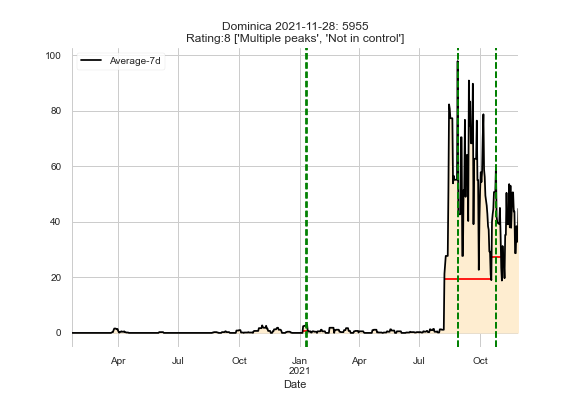 Dominica 2021-11-28: 5955
Rating:8 ['Multiple peaks', 'Not in control']
Average-7d
100
80
60
40
20
0
Apr Jul Oct Jan Apr Jul Oct
2021
Date